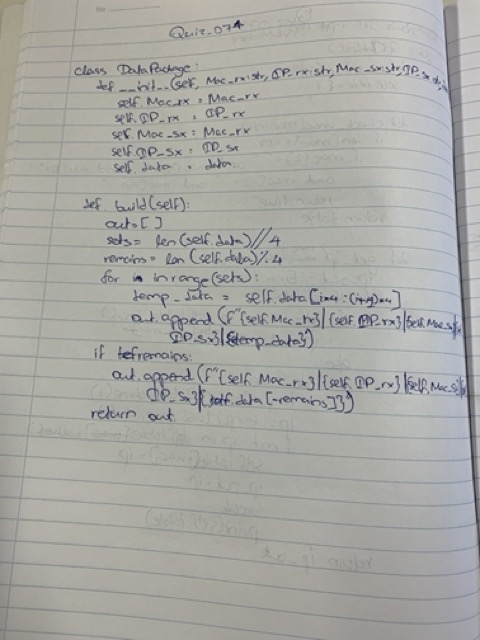 Quiz_074
class DataPackage:
def __init__(self, Mac_rx:str, IP_rx:str, Mac_sx:str, IP_sx:str,
self.Mac_rx = Mac_rx
self.IP_rx = IP_rx
self.Mac_sx = Mac_rx
self.IP_sx = IP_sx
self.data = data
def build(self):
out=[]
sets= len(self.data)//4
remains= len(self.data)%4
for in range(sets):
temp_data = self.data[i*4:(i+1)*4]
out.append(f"{self.Mac_rx}|{self.IP_rx}|{self.Mac_sx}|
IP_sx}|{temp_data}")
if remains:
out.append(f"{self.Mac_rx}|{self.IP_rx}|{self.Mac_sx}|
IP_sx}|{self.data[-remains]}")
return out